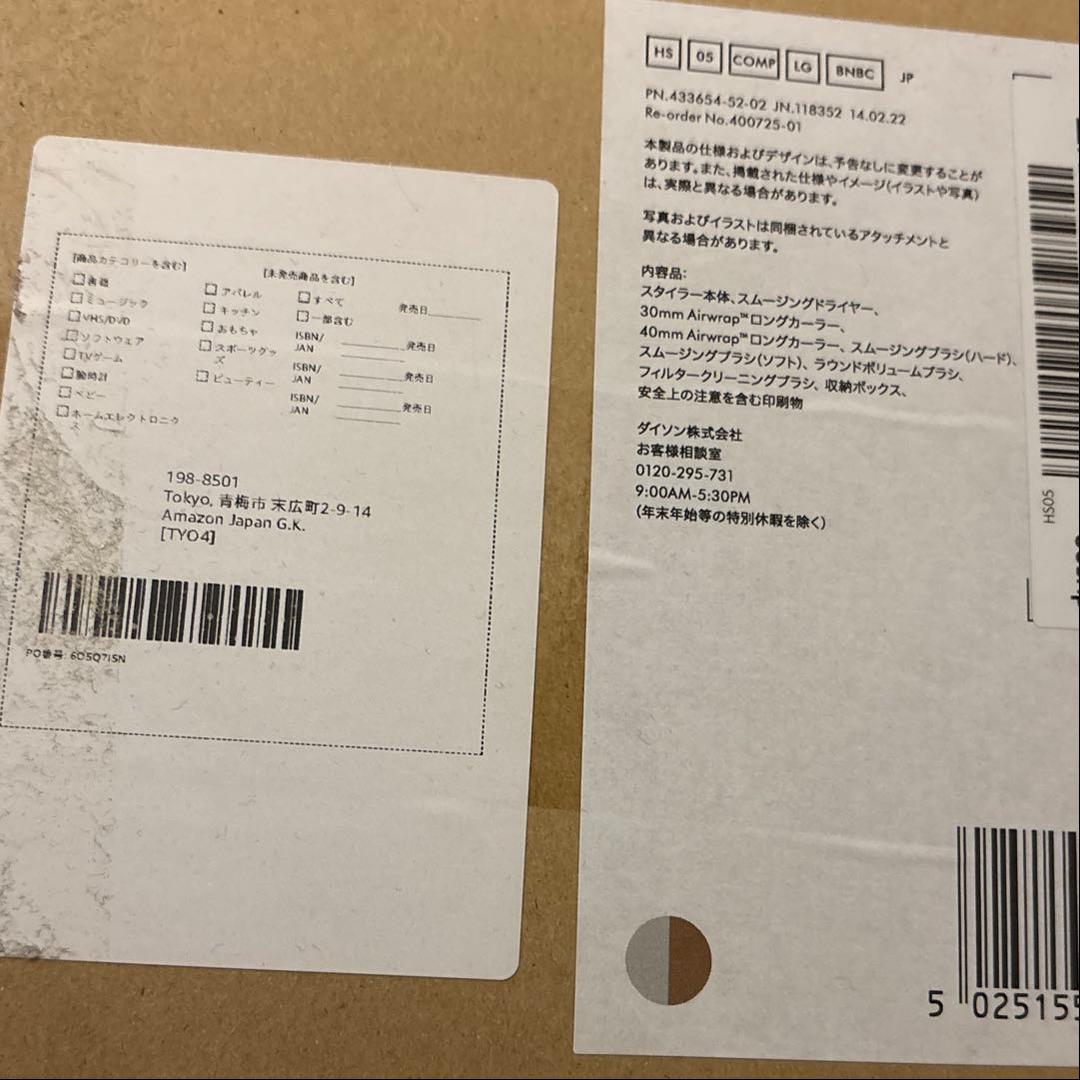 [商品カテゴリーを含む]
書籍
ミュージック
VHS/DVD
ソフトウェア
TVゲーム
腕時計
ベビー
ホームエレクトロニク
ス
アパレル
キッチン
おもちゃ
スポーツグッ
ズ
ビューティー
[未発売商品を含む]
すべて
一部含む
発売日
ISBN/
JAN
発売日
ISBN/
JAN
発売日
ISBN/
JAN
発売日
198-8501
Tokyo, 青梅市 末広町2-9-14
Amazon Japan G.K.
[TYO4]
PO番号: 6D5Q7ISN
HS 05 COMP LG BNBC JP
PN.433654-52-02 JN.118352 14.02.22
Re-order No.400725-01
本製品の仕様およびデザインは、予告なしに変更することが
あります。また、掲載された仕様やイメージ(イラストや写真)
は、実際と異なる場合があります。
写真およびイラストは同梱されているアタッチメントと
異なる場合があります。
内容品:
スタイラー本体、スムージングドライヤー、
30mm Airwrap™ロングカーラー、
40mm Airwrap™ロングカーラー、スムージングブラシ(ハード)、
スムージングブラシ(ソフト)、ラウンドボリュームブラシ、
フィルタークリーニングブラシ、収納ボックス、
安全上の注意を含む印刷物
ダイソン株式会社
お客様相談室
0120-295-731
9:00AM-5:30PM
(年末年始等の特別休暇を除く)
HS05
5 025155